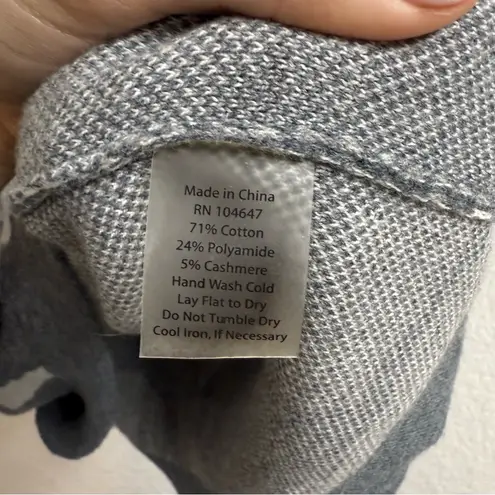 Made in China
RN 104647
71% Cotton
24% Polyamide
5% Cashmere
Hand Wash Cold
Lay Flat to Dry
Do Not Tumble Dry
Cool Iron, If Necessary